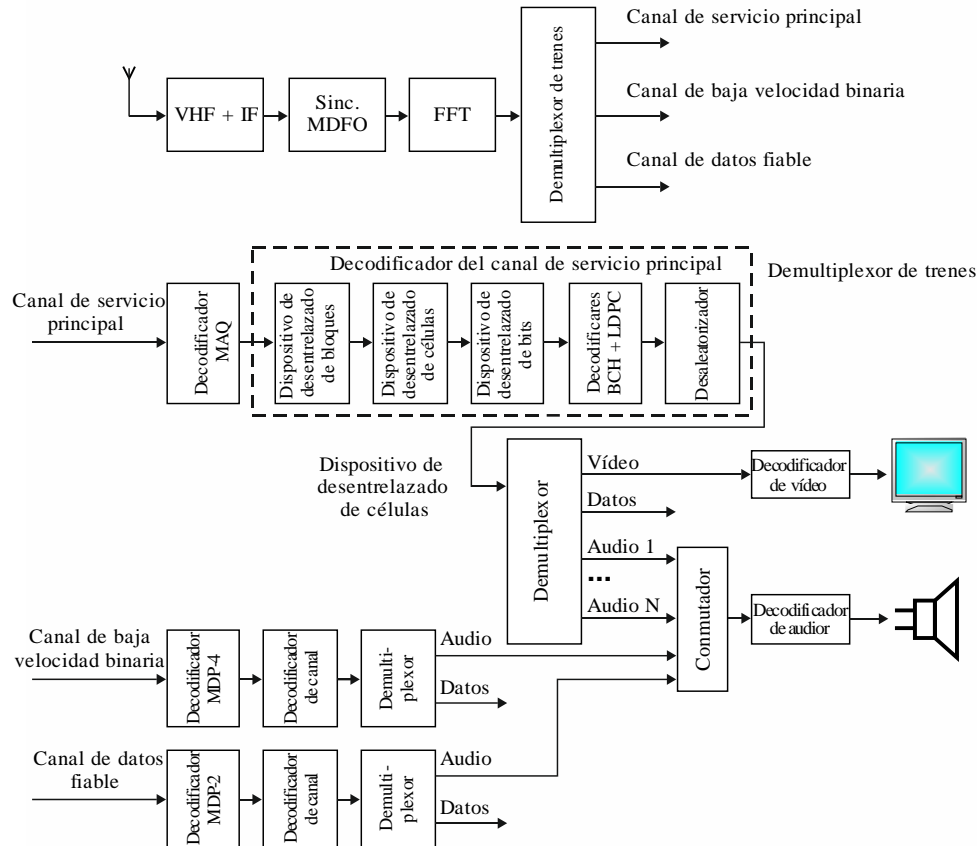 Canal de servicio principal
VHF + IF
Sinc.
MDFO
FFT
Demultiplexor de trenes
Canal de baja velocidad binaria
Canal de datos fiable
Decodificador del canal de servicio principal
Demultiplexor de trenes
Canal de servicio
principal
Decodificador
MAQ
Dispositivo de
desentrelazado
de bloques
Dispositivo de
desentrelazado
de células
Dispositivo de
desentrelazado
de bits
Decodificares
BCH + LDPC
Desaleatorizador
Dispositivo de
desentrelazado
de células
Demultiplexor
Vídeo
Datos
Audio 1
...
Audio N
Decodificador
de vídeo
Conmutador
Decodificador
de audior
Canal de baja
velocidad binaria
Decodificador
MDP-4
Decodificador
de canal
Demulti-
plexor
Audio
Datos
Canal de datos
fiable
Decodificador
MDP-2
Decodificador
de canal
Demulti-
plexor
Audio
Datos